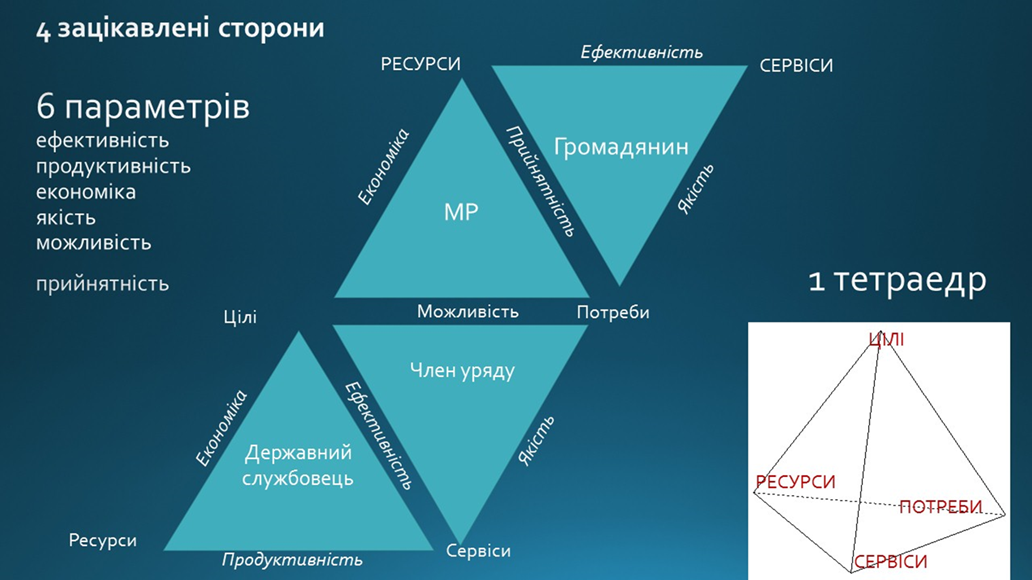 4 зацікавлені сторони
6 параметрів
ефективність
продуктивність
економіка
якість
можливість
прийнятність
РЕСУРСИ
Ефективність
СЕРВІСИ
Економіка
МР
Прийнятність
Громадянин
Якість
Цілі
Можливість
Потреби
Економіка
Державний
службовець
Ефективність
Член уряду
Якість
Ресурси
Продуктивність
Сервіси
1 тетраедр
ЦІЛІ
РЕСУРСИ
ПОТРЕБИ
СЕРВІСИ